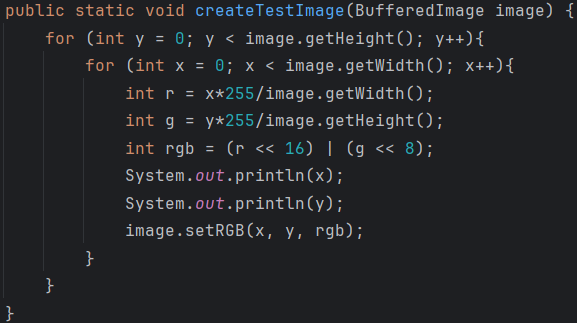 public static void createTestImage(BufferedImage image) {
    for (int y = 0; y < image.getHeight(); y++){
        for (int x = 0; x < image.getWidth(); x++){
            int r = x*255/image.getWidth();
            int g = y*255/image.getHeight();
            int rgb = (r << 16) | (g << 8);
            System.out.println(x);
            System.out.println(y);
            image.setRGB(x, y, rgb);
        }
    }
}